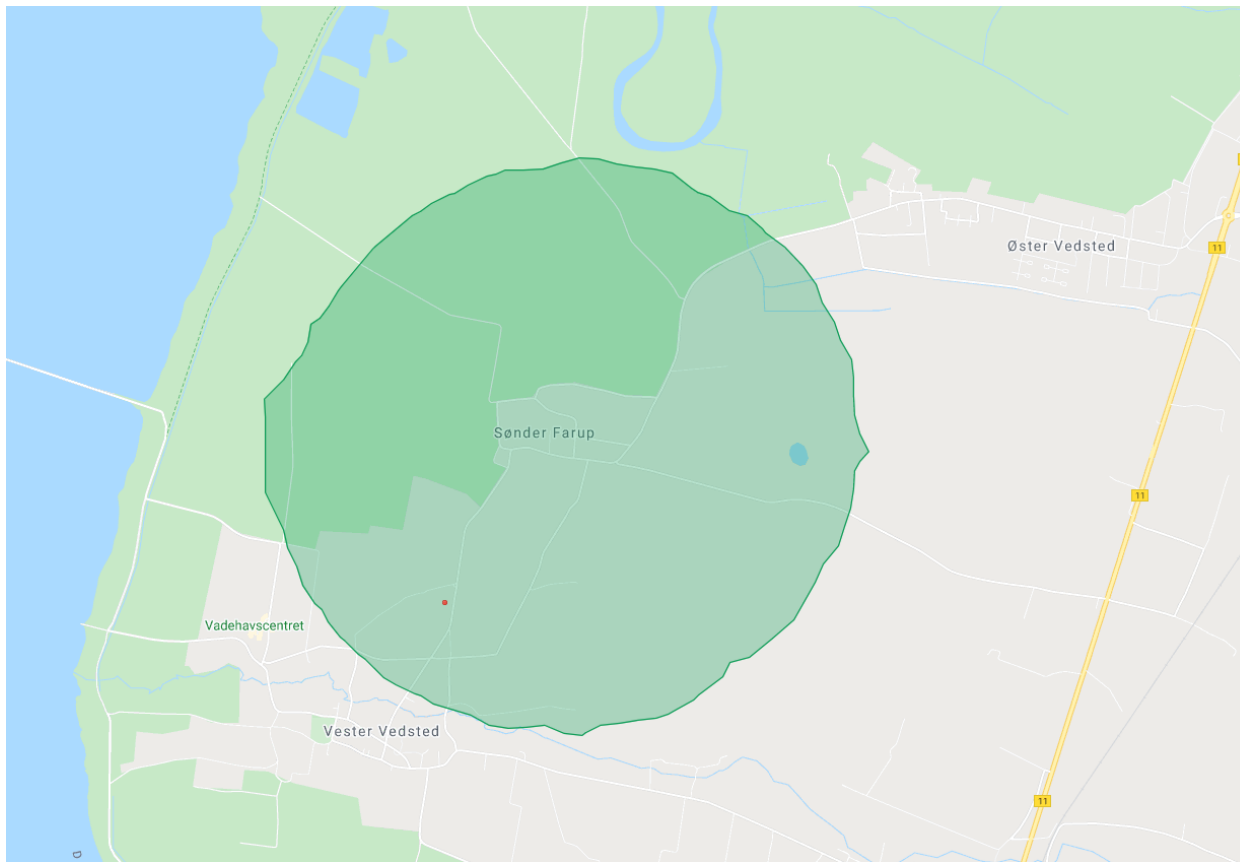 Øster Vedsted
11
Sønder Farup
11
Vadehavscentret
Vester Vedsted
11
D